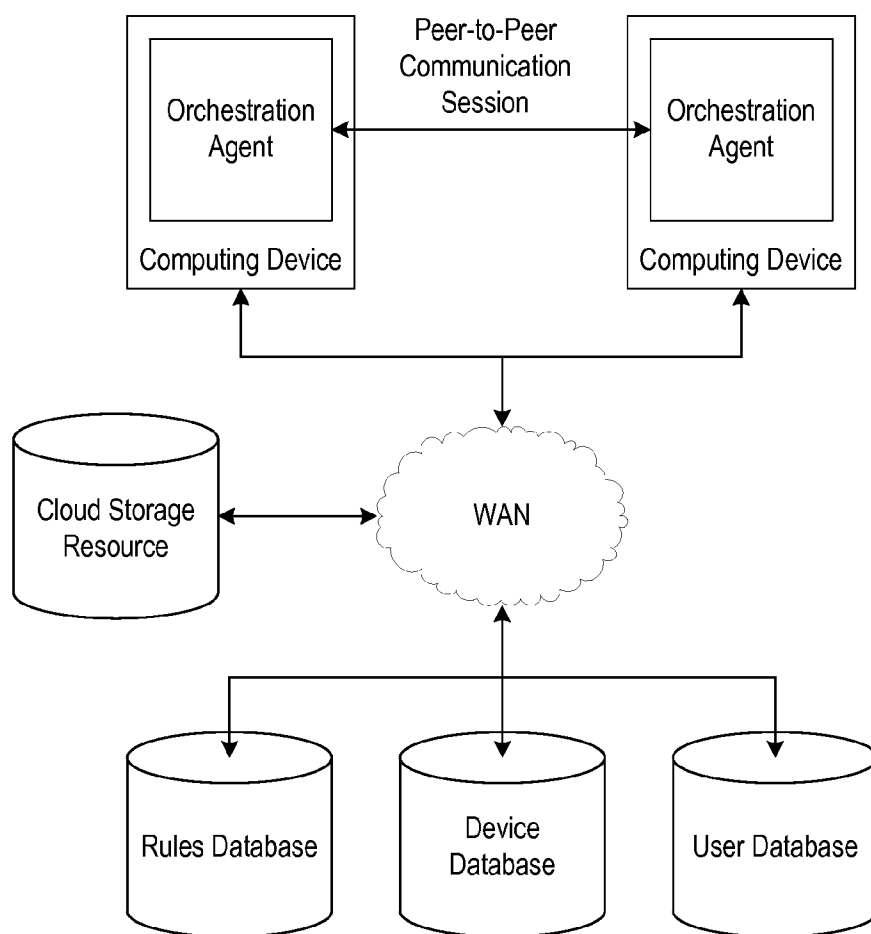 Peer-to-Peer
Communication
Session
Orchestration
Agent
Orchestration
Agent
Computing Device
Computing Device
Cloud Storage
Resource
WAN
Rules Database
Device
Database
User Database